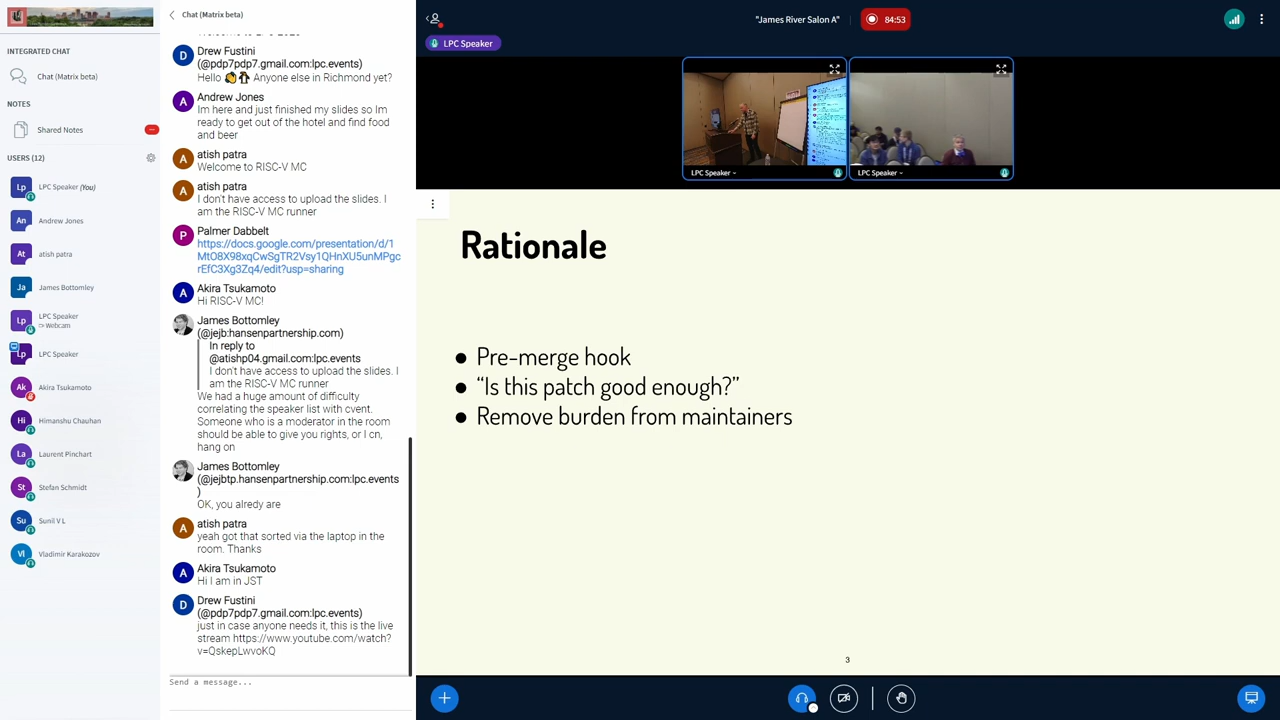 INTEGRATED CHAT
Chat (Matrix beta)
NOTES
Shared Notes
USERS (12)
Lp LPC Speaker (You)
An Andrew Jones
At atish patra
Ja James Bottomley
Lp LPC Speaker
=> Webcam
Lp LPC Speaker
Ak Akira Tsukamoto
Hi Himanshu Chauhan
La Laurent Pinchart
St Stefan Schmidt
Su Sunil V L
Vl Vladimir Karakozov
Chat (Matrix beta)
D Drew Fustini
(@pdp7pdp7.gmail.com:lpc.events)
Hello 👋🐧 Anyone else in Richmond yet?
A Andrew Jones
Im here and just finished my slides so Im
ready to get out of the hotel and find food
and beer
A atish patra
Welcome to RISC-V MC
A atish patra
I don't have access to upload the slides. I
am the RISC-V MC runner
P Palmer Dabbelt
https://docs.google.com/presentation/d/1
MtO8X98xqCwSgTR2Vsy1QHnXU5unMPgc
rEfC3Xg3Zq4/edit?usp=sharing
A Akira Tsukamoto
Hi RISC-V MC!
James Bottomley
(@jejb:hansenpartnership.com)
In reply to
@atishp04.gmail.com:lpc.events
I don't have access to upload the slides. I
am the RISC-V MC runner
We had a huge amount of difficulty
correlating the speaker list with cvent.
Someone who is a moderator in the room
should be able to give you rights, or I cn,
hang on
James Bottomley
(@jejbtp.hansenpartnership.com:lpc.events
)
OK, you alredy are
A atish patra
yeah got that sorted via the laptop in the
room. Thanks
A Akira Tsukamoto
Hi I am in JST
D Drew Fustini
(@pdp7pdp7.gmail.com:lpc.events)
just in case anyone needs it, this is the live
stream https://www.youtube.com/watch?
v=QskepLwvoKQ
Send a message...
"James River Salon A"
84:53
LPC Speaker
LPC Speaker
LPC Speaker
Rationale
● Pre-merge hook
● “Is this patch good enough?”
● Remove burden from maintainers
3